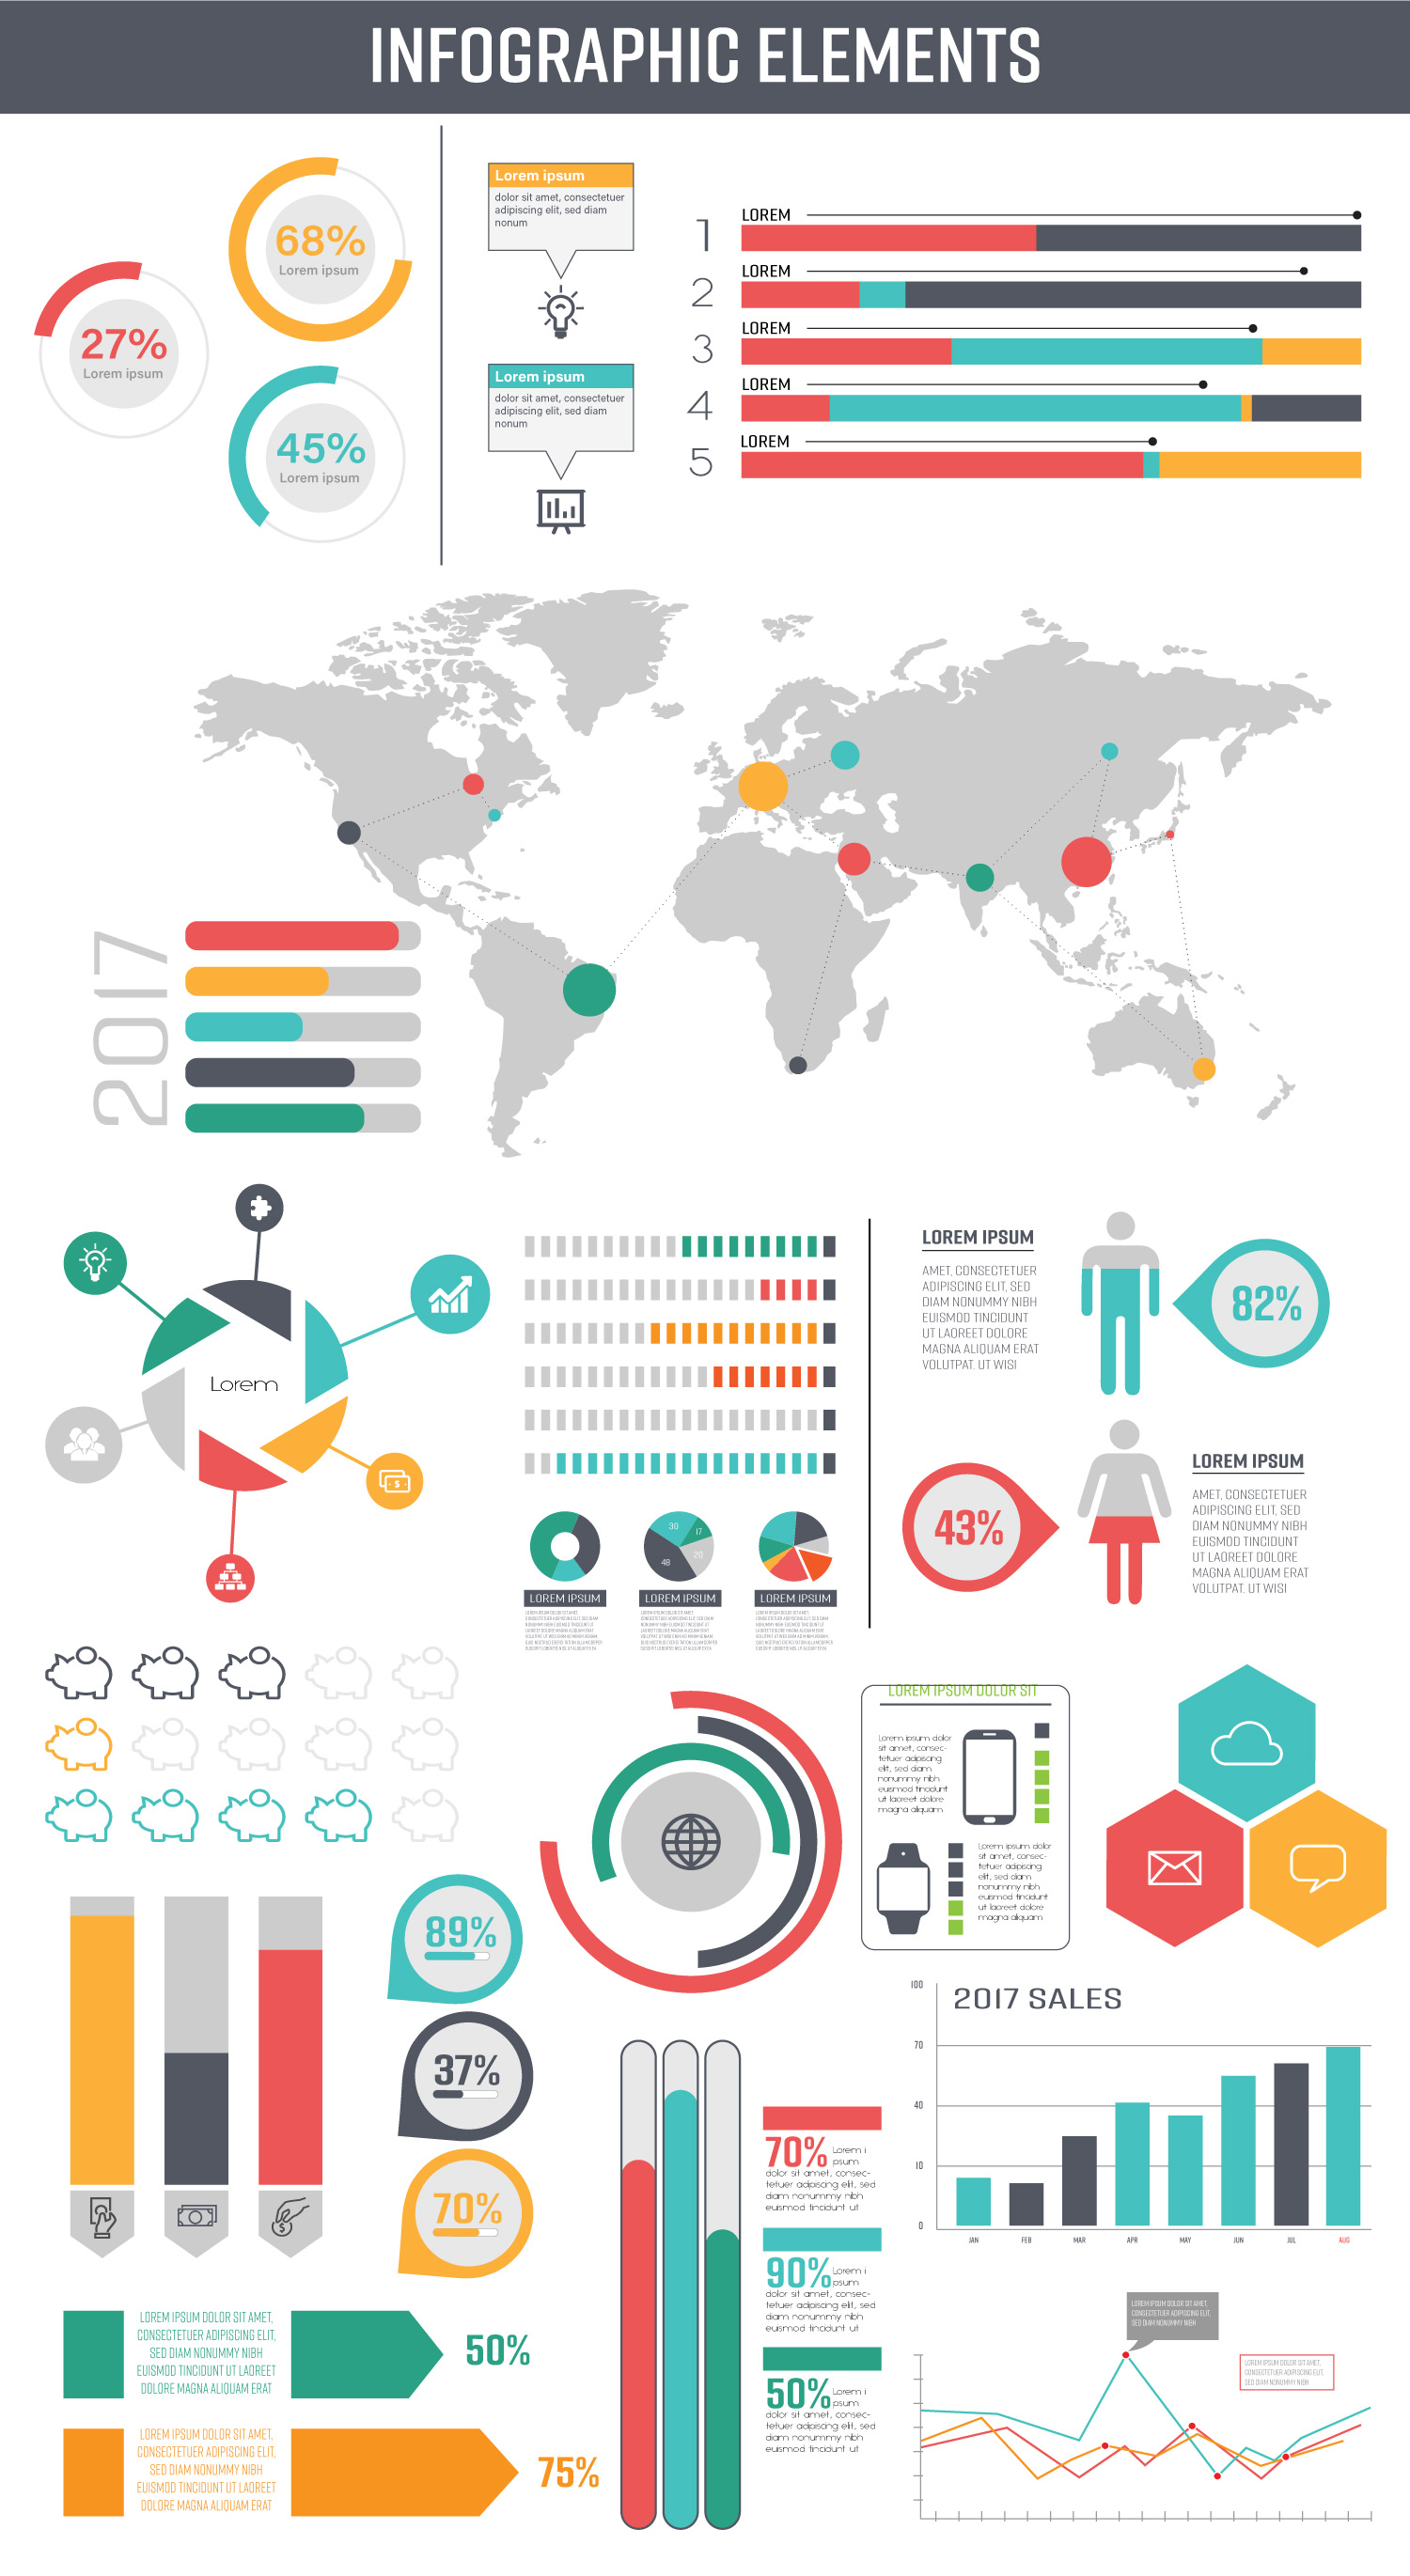 INFOGRAPHIC ELEMENTS
68%
Lorem ipsum
27%
Lorem ipsum
45%
Lorem ipsum
Lorem ipsum
dolor sit amet, consectetuer
adipiscing elit, sed diam
nonum
Lorem ipsum
dolor sit amet, consectetuer
adipiscing elit, sed diam
nonum
1
LOREM
2
LOREM
3
LOREM
4
LOREM
5
LOREM
2017
Lorem
30
17
20
48
LOREM IPSUM
LOREM IPSUM
LOREM IPSUM
LOREM IPSUM
AMET, CONSECTETUER
ADIPISCING ELIT, SED
DIAM NONUMMY NIBH
EUISMOD TINCIDUNT
UT LAOREET DOLORE
MAGNA ALIQUAM ERAT
VOLUTPAT. UT WISI
82%
43%
LOREM IPSUM
AMET, CONSECTETUER
ADIPISCING ELIT, SED
DIAM NONUMMY NIBH
EUISMOD TINCIDUNT
UT LAOREET DOLORE
MAGNA ALIQUAM ERAT
VOLUTPAT. UT WISI
LOREM IPSUM DOLOR SIT
Lorem ipsum dolor
sit amet, consec-
tetuer adipiscing
elit, sed diam
nonummy nibh
euismod tincidunt
ut laoreet dolore
magna aliquam
Lorem ipsum dolor
sit amet, consec-
tetuer adipiscing
elit, sed diam
nonummy nibh
euismod tincidunt
ut laoreet dolore
magna aliquam
89%
37%
70%
$
$
LOREM IPSUM DOLOR SIT AMET,
CONSECTETUER ADIPISCING ELIT,
SED DIAM NONUMMY NIBH
EUISMOD TINCIDUNT UT LAOREET
DOLORE MAGNA ALIQUAM ERAT
50%
LOREM IPSUM DOLOR SIT AMET,
CONSECTETUER ADIPISCING ELIT,
SED DIAM NONUMMY NIBH
EUISMOD TINCIDUNT UT LAOREET
DOLORE MAGNA ALIQUAM ERAT
75%
70% Lorem i
psum
dolor sit amet, consec-
tetuer adipiscing elit, sed
diam nonummy nibh
euismod tincidunt ut
90% Lorem i
psum
dolor sit amet, consec-
tetuer adipiscing elit, sed
diam nonummy nibh
euismod tincidunt ut
50% Lorem i
psum
dolor sit amet, consec-
tetuer adipiscing elit, sed
diam nonummy nibh
euismod tincidunt ut
2017 SALES
100
70
40
10
0
JAN FEB MAR APR MAY JUN JUL AUG
LOREM IPSUM DOLOR SIT AMET,
CONSECTETUER ADIPISCING ELIT,
SED DIAM NONUMMY NIBH
LOREM IPSUM DOLOR SIT AMET,
CONSECTETUER ADIPISCING ELIT,
SED DIAM NONUMMY NIBH